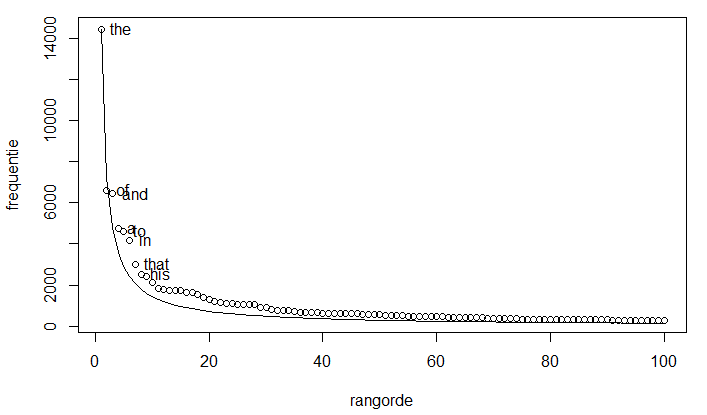 14000
10000
6000
2000
0
frequentie
the
of
and
a
to
in
that
his
0 20 40 60 80 100
rangorde